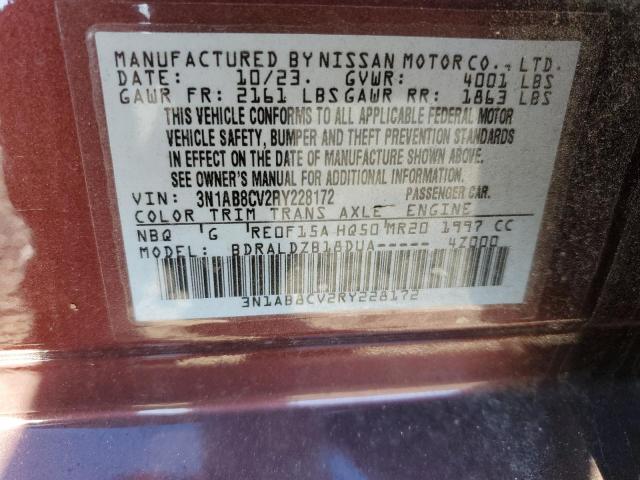 MANUFACTURED BY NISSAN MOTOR CO., LTD.
DATE: 10/23. GVWR: 4001 LBS
GAWR FR: 2161 LBS GAWR RR: 1863 LBS
THIS VEHICLE CONFORMS TO ALL APPLICABLE FEDERAL MOTOR
VEHICLE SAFETY, BUMPER AND THEFT PREVENTION STANDARDS
IN EFFECT ON THE DATE OF MANUFACTURE SHOWN ABOVE.
SEE OWNER'S MANUAL FOR ADDITIONAL INFORMATION.
VIN: 3N1AB8CV2RY228172 PASSENGER CAR.
COLOR TRIM TRANS AXLE ENGINE
NBQ G RE0F15A HQ50 MR20 1997 CC
MODEL: BDRALDZB18DUA----- 4Z000
3N1AB8CV2RY228172